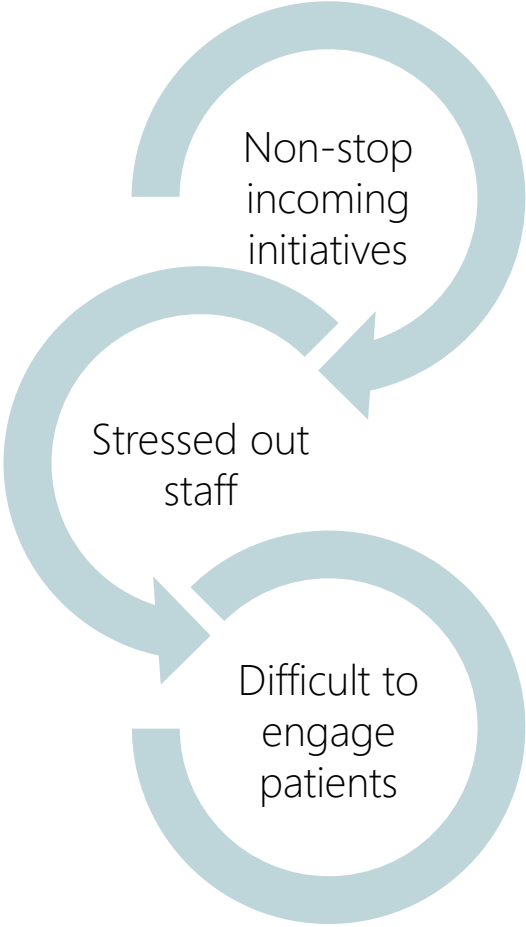 Non-stop
incoming
initiatives
Stressed out
staff
Difficult to
engage
patients